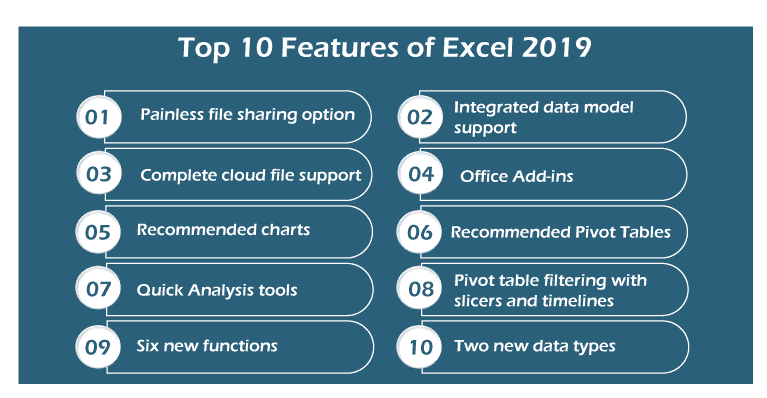 Top 10 Features of Excel 2019
01 Painless file sharing option
02 Integrated data model
support
03 Complete cloud file support
04 Office Add-ins
05 Recommended charts
06 Recommended Pivot Tables
07 Quick Analysis tools
08 Pivot table filtering with
slicers and timelines
09 Six new functions
10 Two new data types